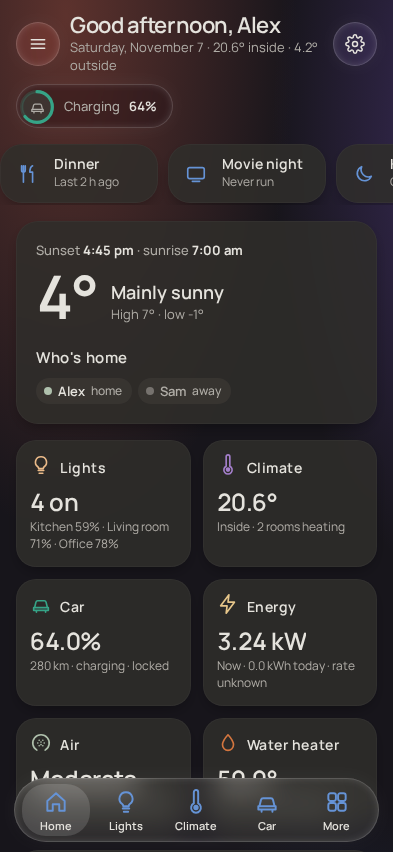 Good afternoon, Alex
Saturday, November 7 · 20.6° inside · 4.2°
outside
Charging 64%
Dinner
Last 2 h ago
Movie night
Never run
Sunset 4:45 pm · sunrise 7:00 am
4°
Mainly sunny
High 7° · low -1°
Who's home
Alex home
Sam away
Lights
4 on
Kitchen 59% · Living room
71% · Office 78%
Climate
20.6°
Inside · 2 rooms heating
Car
64.0%
280 km · charging · locked
Energy
3.24 kW
Now · 0.0 kWh today · rate
unknown
Air
Moderate
Water heater
Home
Lights
Climate
Car
More